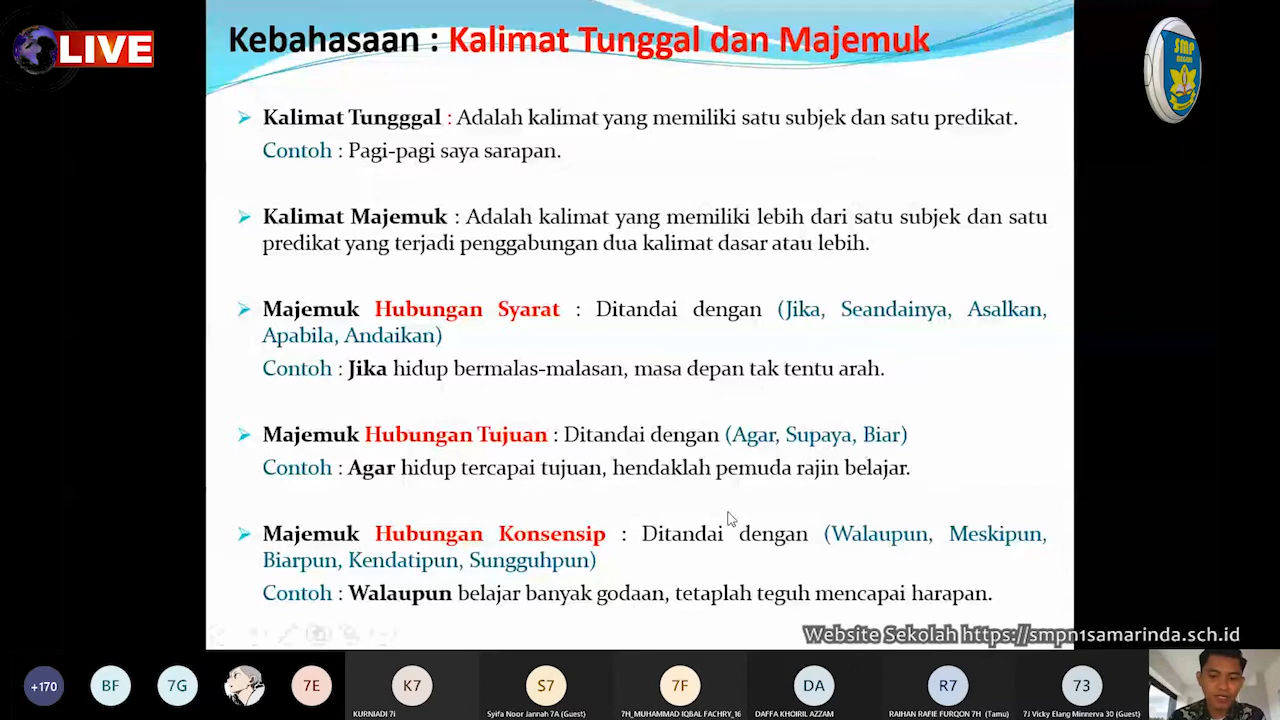 LIVE
Kebahasaan : Kalimat Tunggal dan Majemuk
SMP
NEGERI
Kalimat Tungggal : Adalah kalimat yang memiliki satu subjek dan satu predikat.
Contoh : Pagi-pagi saya sarapan.
Kalimat Majemuk : Adalah kalimat yang memiliki lebih dari satu subjek dan satu
predikat yang terjadi penggabungan dua kalimat dasar atau lebih.
Majemuk Hubungan Syarat : Ditandai dengan (Jika, Seandainya, Asalkan,
Apabila, Andaikan)
Contoh : Jika hidup bermalas-malasan, masa depan tak tentu arah.
Majemuk Hubungan Tujuan : Ditandai dengan (Agar, Supaya, Biar)
Contoh : Agar hidup tercapai tujuan, hendaklah pemuda rajin belajar.
Majemuk Hubungan Konsensip : Ditandai dengan (Walaupun, Meskipun,
Biarpun, Kendatipun, Sungguhpun)
Contoh : Walaupun belajar banyak godaan, tetaplah teguh mencapai harapan.
Website Sekolah https://smpn1samarinda.sch.id
+170 BF 7G 7E K7 S7 7F DA R7 73
KURNIADI 7i Syifa Noor Jannah 7A (Guest) 7H_MUHAMMAD IQBAL FACHRY_16 DAFFA KHOIRIL AZZAM RAIHAN RAFIE FURQON 7H (Tamu) 7J Vicky Elang Minnerva 30 (Guest)